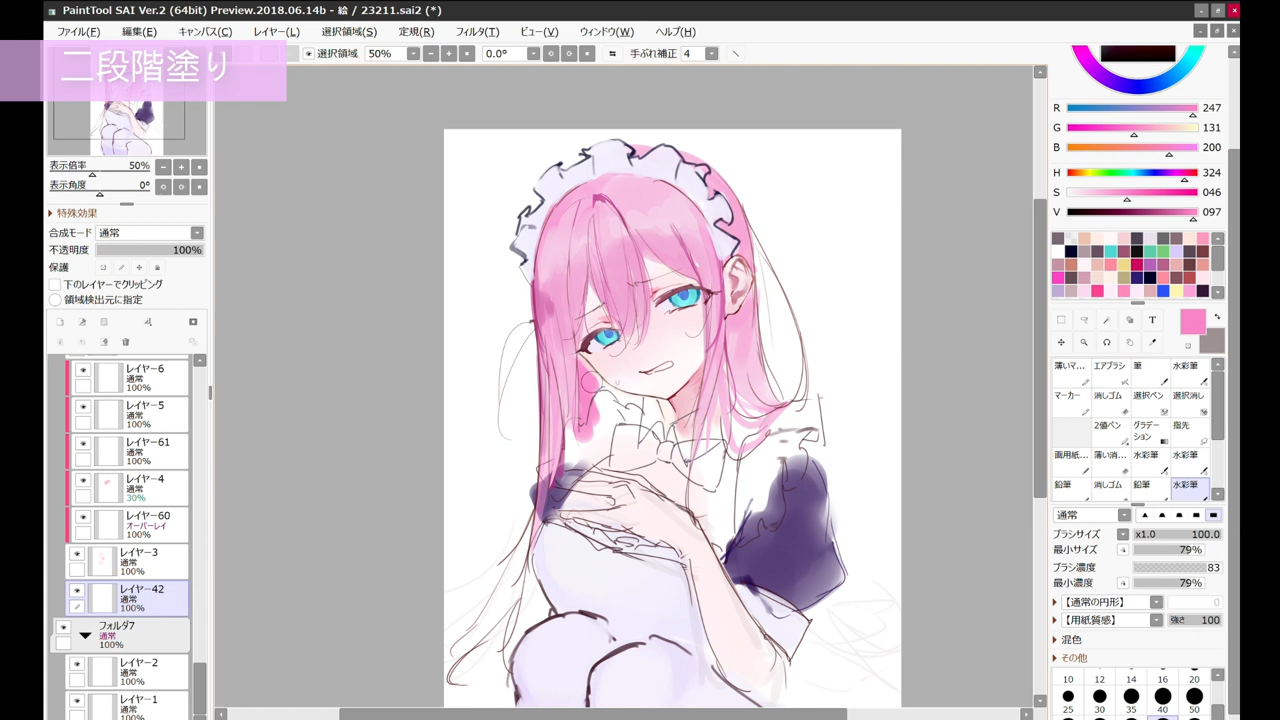 PaintTool SAI Ver.2 (64bit) Preview.2018.06.14b - 絵 / 23211.sai2 (*)
ファイル(F) 編集(E) キャンバス(C) レイヤー(L) 選択領域(S) 定規(R) フィルタ(T) ビュー(V) ウィンドウ(W) ヘルプ(H)
選択領域 50% 0.0° 手ぶれ補正 4
二段階塗り
表示倍率 50%
表示角度 0°
特殊効果
合成モード 通常
不透明度 100%
保護
下のレイヤーでクリッピング
領域検出元に指定
レイヤー6
通常
100%
レイヤー5
通常
100%
レイヤー61
通常
100%
レイヤー4
通常
30%
レイヤー60
オーバーレイ
100%
レイヤー3
通常
100%
レイヤー42
通常
100%
フォルダ7
通常
100%
レイヤー2
通常
100%
レイヤー1
通常
100%
R 247
G 131
B 200
H 324
S 046
V 097
T
薄いマ... エアブラシ 筆 水彩筆
マーカー 消しゴム 選択ペン 選択消し
2値ペン グラデーション 指先
画用紙... 薄い消... 水彩筆 水彩筆
鉛筆 消しゴム 鉛筆 水彩筆
通常
ブラシサイズ x1.0 100.0
最小サイズ 79%
ブラシ濃度 83
最小濃度 79%
【通常の円形】 0
【用紙質感】 強さ 100
混色
その他
10 12 14 16 20
25 30 35 40 50